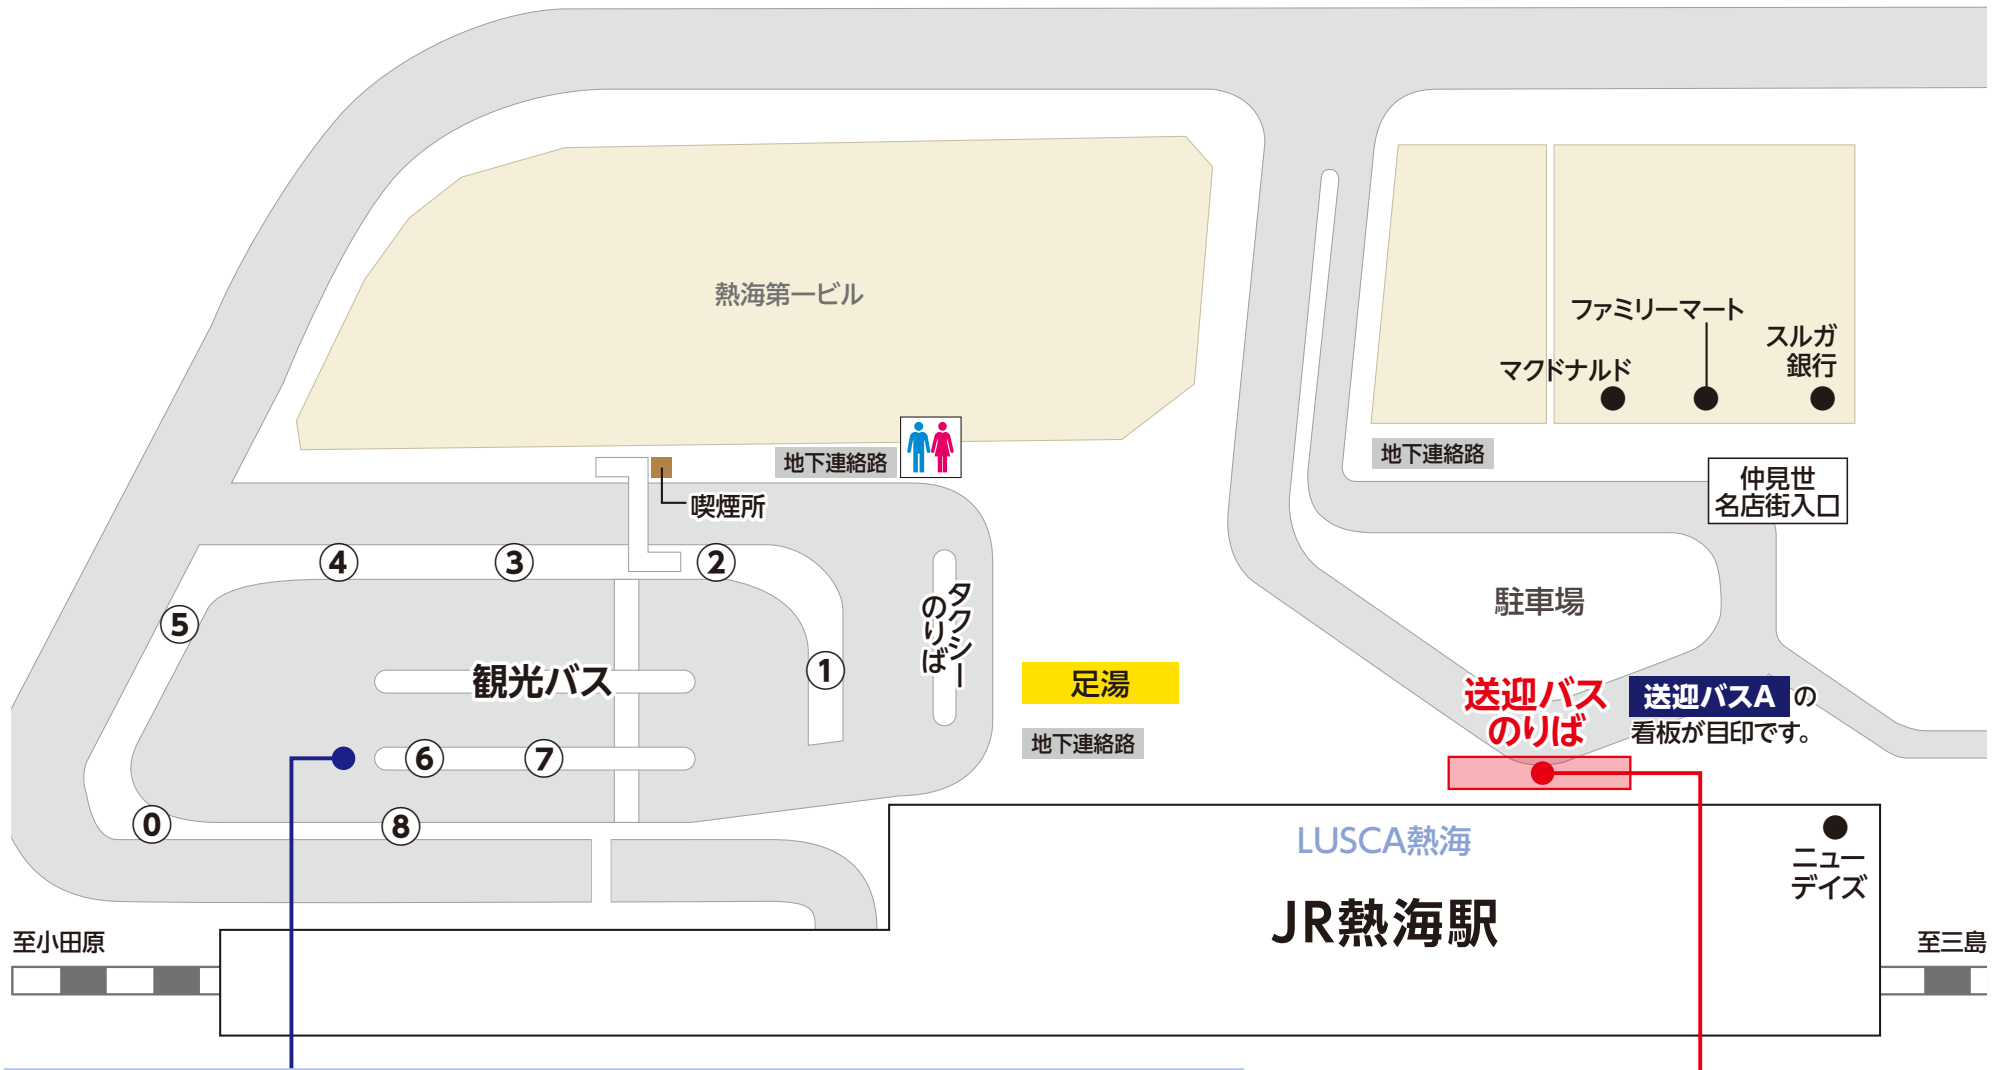 熱海第一ビル
ファミリーマート
スルガ
銀行
マクドナルド
地下連絡路
地下連絡路
仲見世
名店街入口
喫煙所
④
③
②
⑤
タクシー
のりば
駐車場
①
観光バス
足湯
送迎バス
のりば
送迎バスA の
看板が目印です。
地下連絡路
⑥
⑦
⓪
⑧
LUSCA熱海
JR熱海駅
ニュー
デイズ
至小田原
至三島